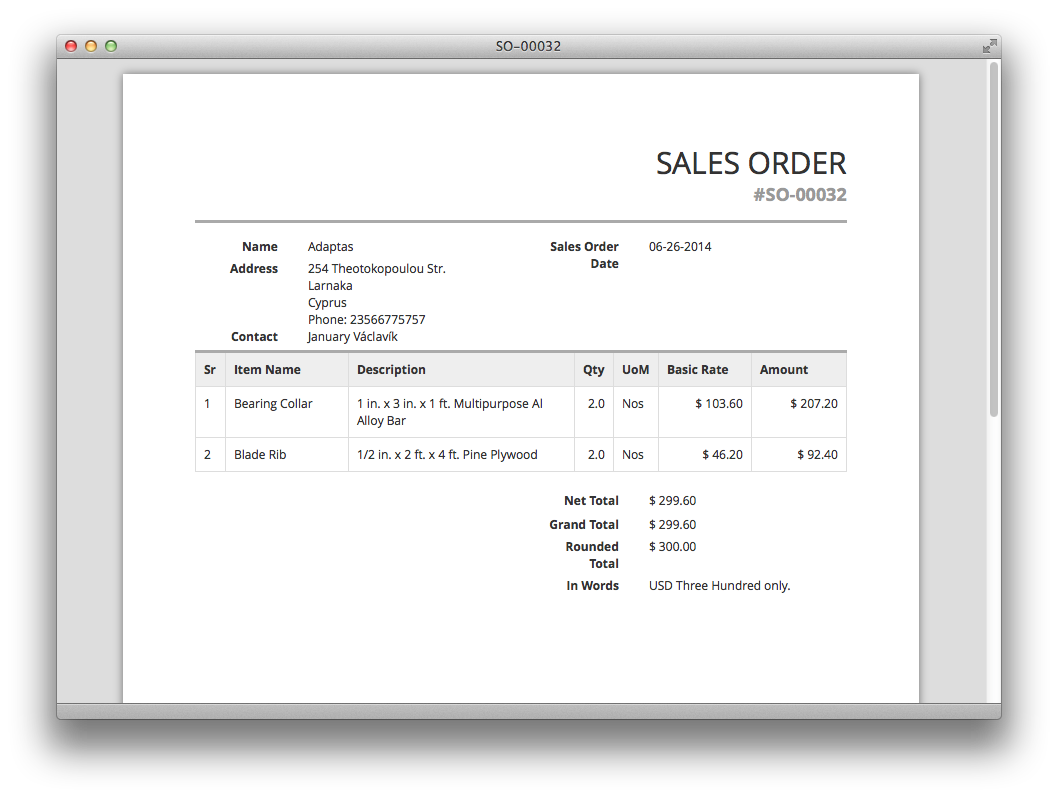 SO-00032
SALES ORDER
#SO-00032
Name Adaptas Sales Order Date 06-26-2014
Address 254 Theotokopoulou Str.
Larnaka
Cyprus
Phone: 23566775757
Contact January Václavík
Sr Item Name Description Qty UoM Basic Rate Amount
1 Bearing Collar 1 in. x 3 in. x 1 ft. Multipurpose Al 2.0 Nos $ 103.60 $ 207.20
Alloy Bar
2 Blade Rib 1/2 in. x 2 ft. x 4 ft. Pine Plywood 2.0 Nos $ 46.20 $ 92.40
Net Total $ 299.60
Grand Total $ 299.60
Rounded $ 300.00
Total
In Words USD Three Hundred only.